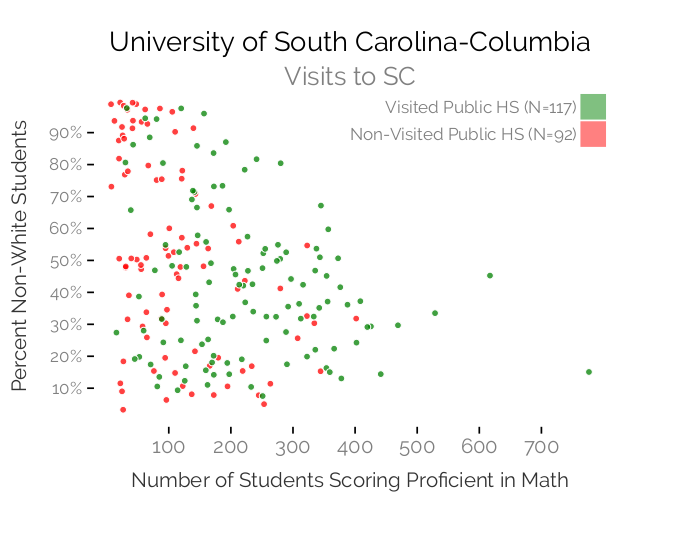 University of South Carolina-Columbia
Visits to SC
Visited Public HS (N=117)
Non-Visited Public HS (N=92)
Percent Non-White Students
90%
80%
70%
60%
50%
40%
30%
20%
10%
100 200 300 400 500 600 700
Number of Students Scoring Proficient in Math